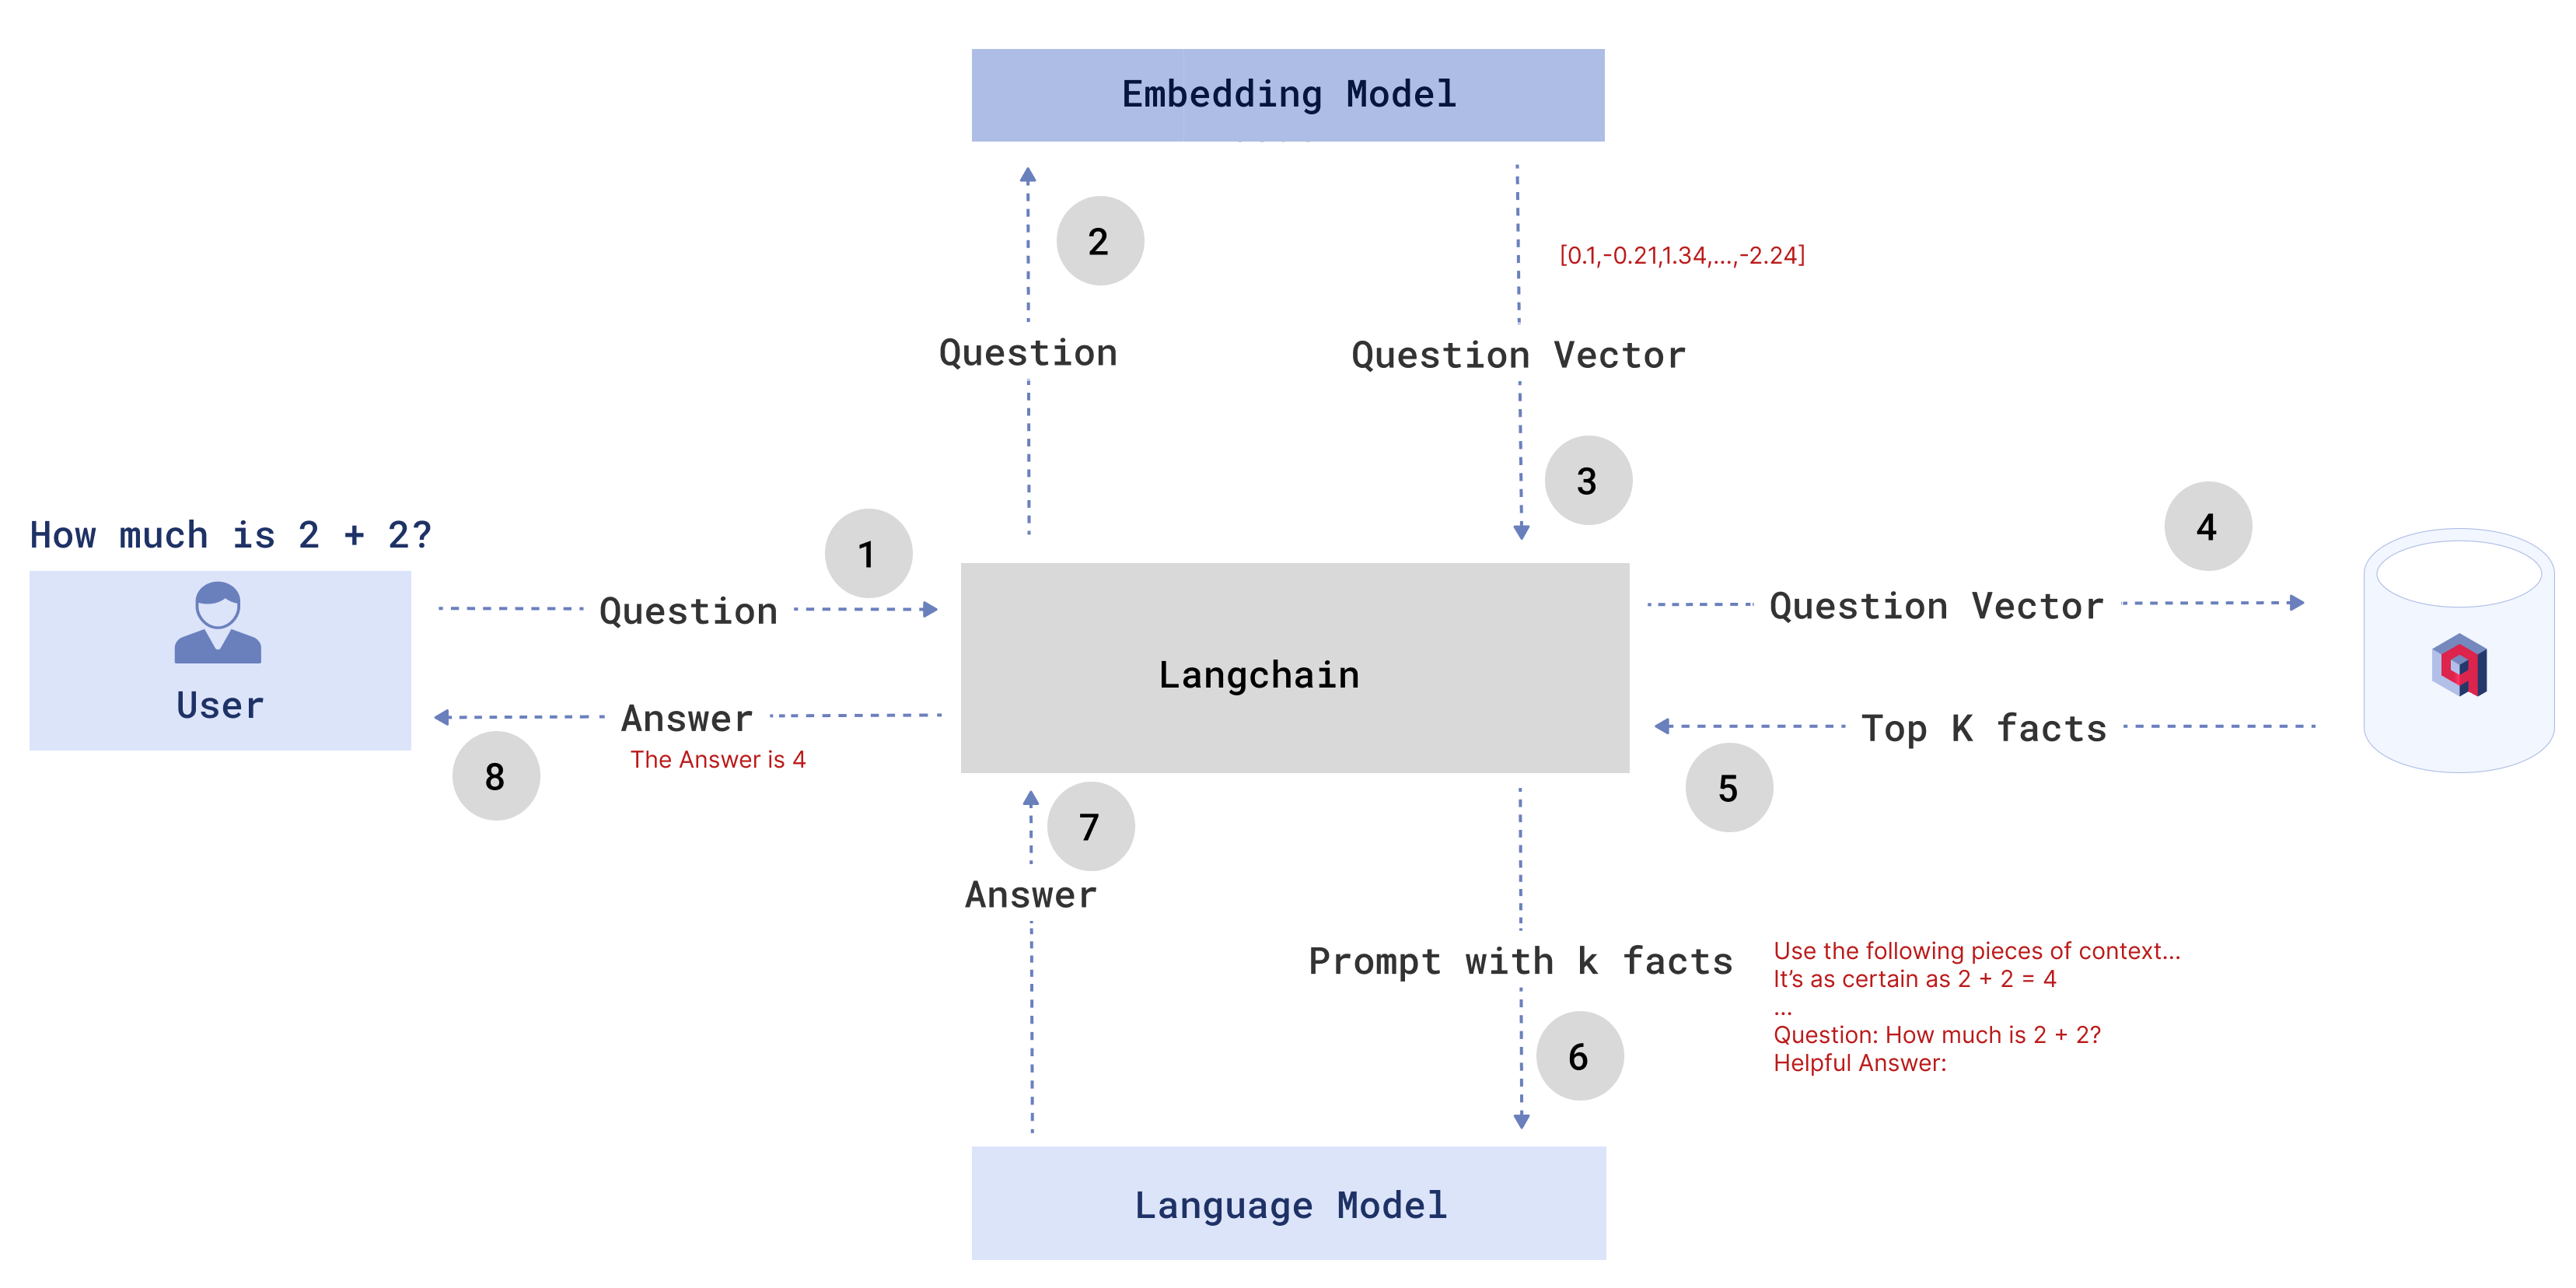 Embedding Model
2
[0.1,-0.21,1.34,...,-2.24]
Question
Question Vector
3
How much is 2 + 2?
1
4
Question
Question Vector
Langchain
User
Answer
Top K facts
The Answer is 4
8
7
5
Answer
Prompt with k facts
Use the following pieces of context...
It’s as certain as 2 + 2 = 4
...
Question: How much is 2 + 2?
Helpful Answer:
6
Language Model